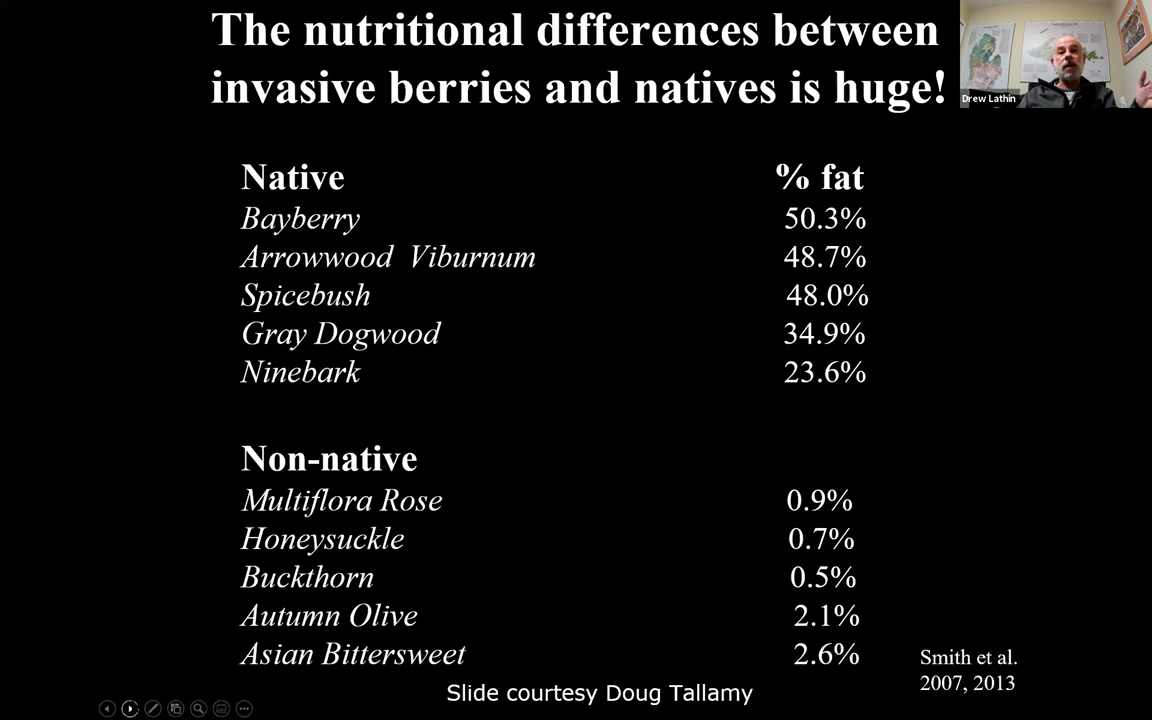 The nutritional differences between
invasive berries and natives is huge!
Drew Lathin
Native % fat
Bayberry 50.3%
Arrowwood Viburnum 48.7%
Spicebush 48.0%
Gray Dogwood 34.9%
Ninebark 23.6%
Non-native
Multiflora Rose 0.9%
Honeysuckle 0.7%
Buckthorn 0.5%
Autumn Olive 2.1%
Asian Bittersweet 2.6%
Smith et al.
2007, 2013
Slide courtesy Doug Tallamy